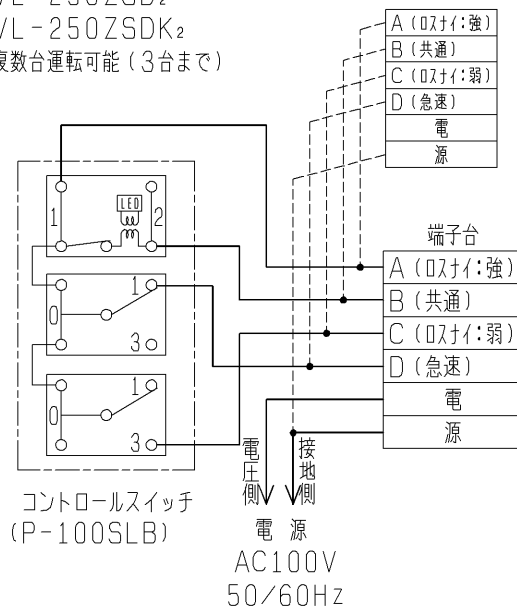 VL-250ZSDK₂
複数台運転可能(3台まで)
A(ロスナイ:強)
B(共通)
C(ロスナイ:弱)
D(急速)
電
源
LED
1
2
1
0
3
1
0
3
端子台
A(ロスナイ:強)
B(共通)
C(ロスナイ:弱)
D(急速)
電
源
電圧側
接地側
電 源
AC100V
50/60Hz
コントロールスイッチ
(P-100SLB)